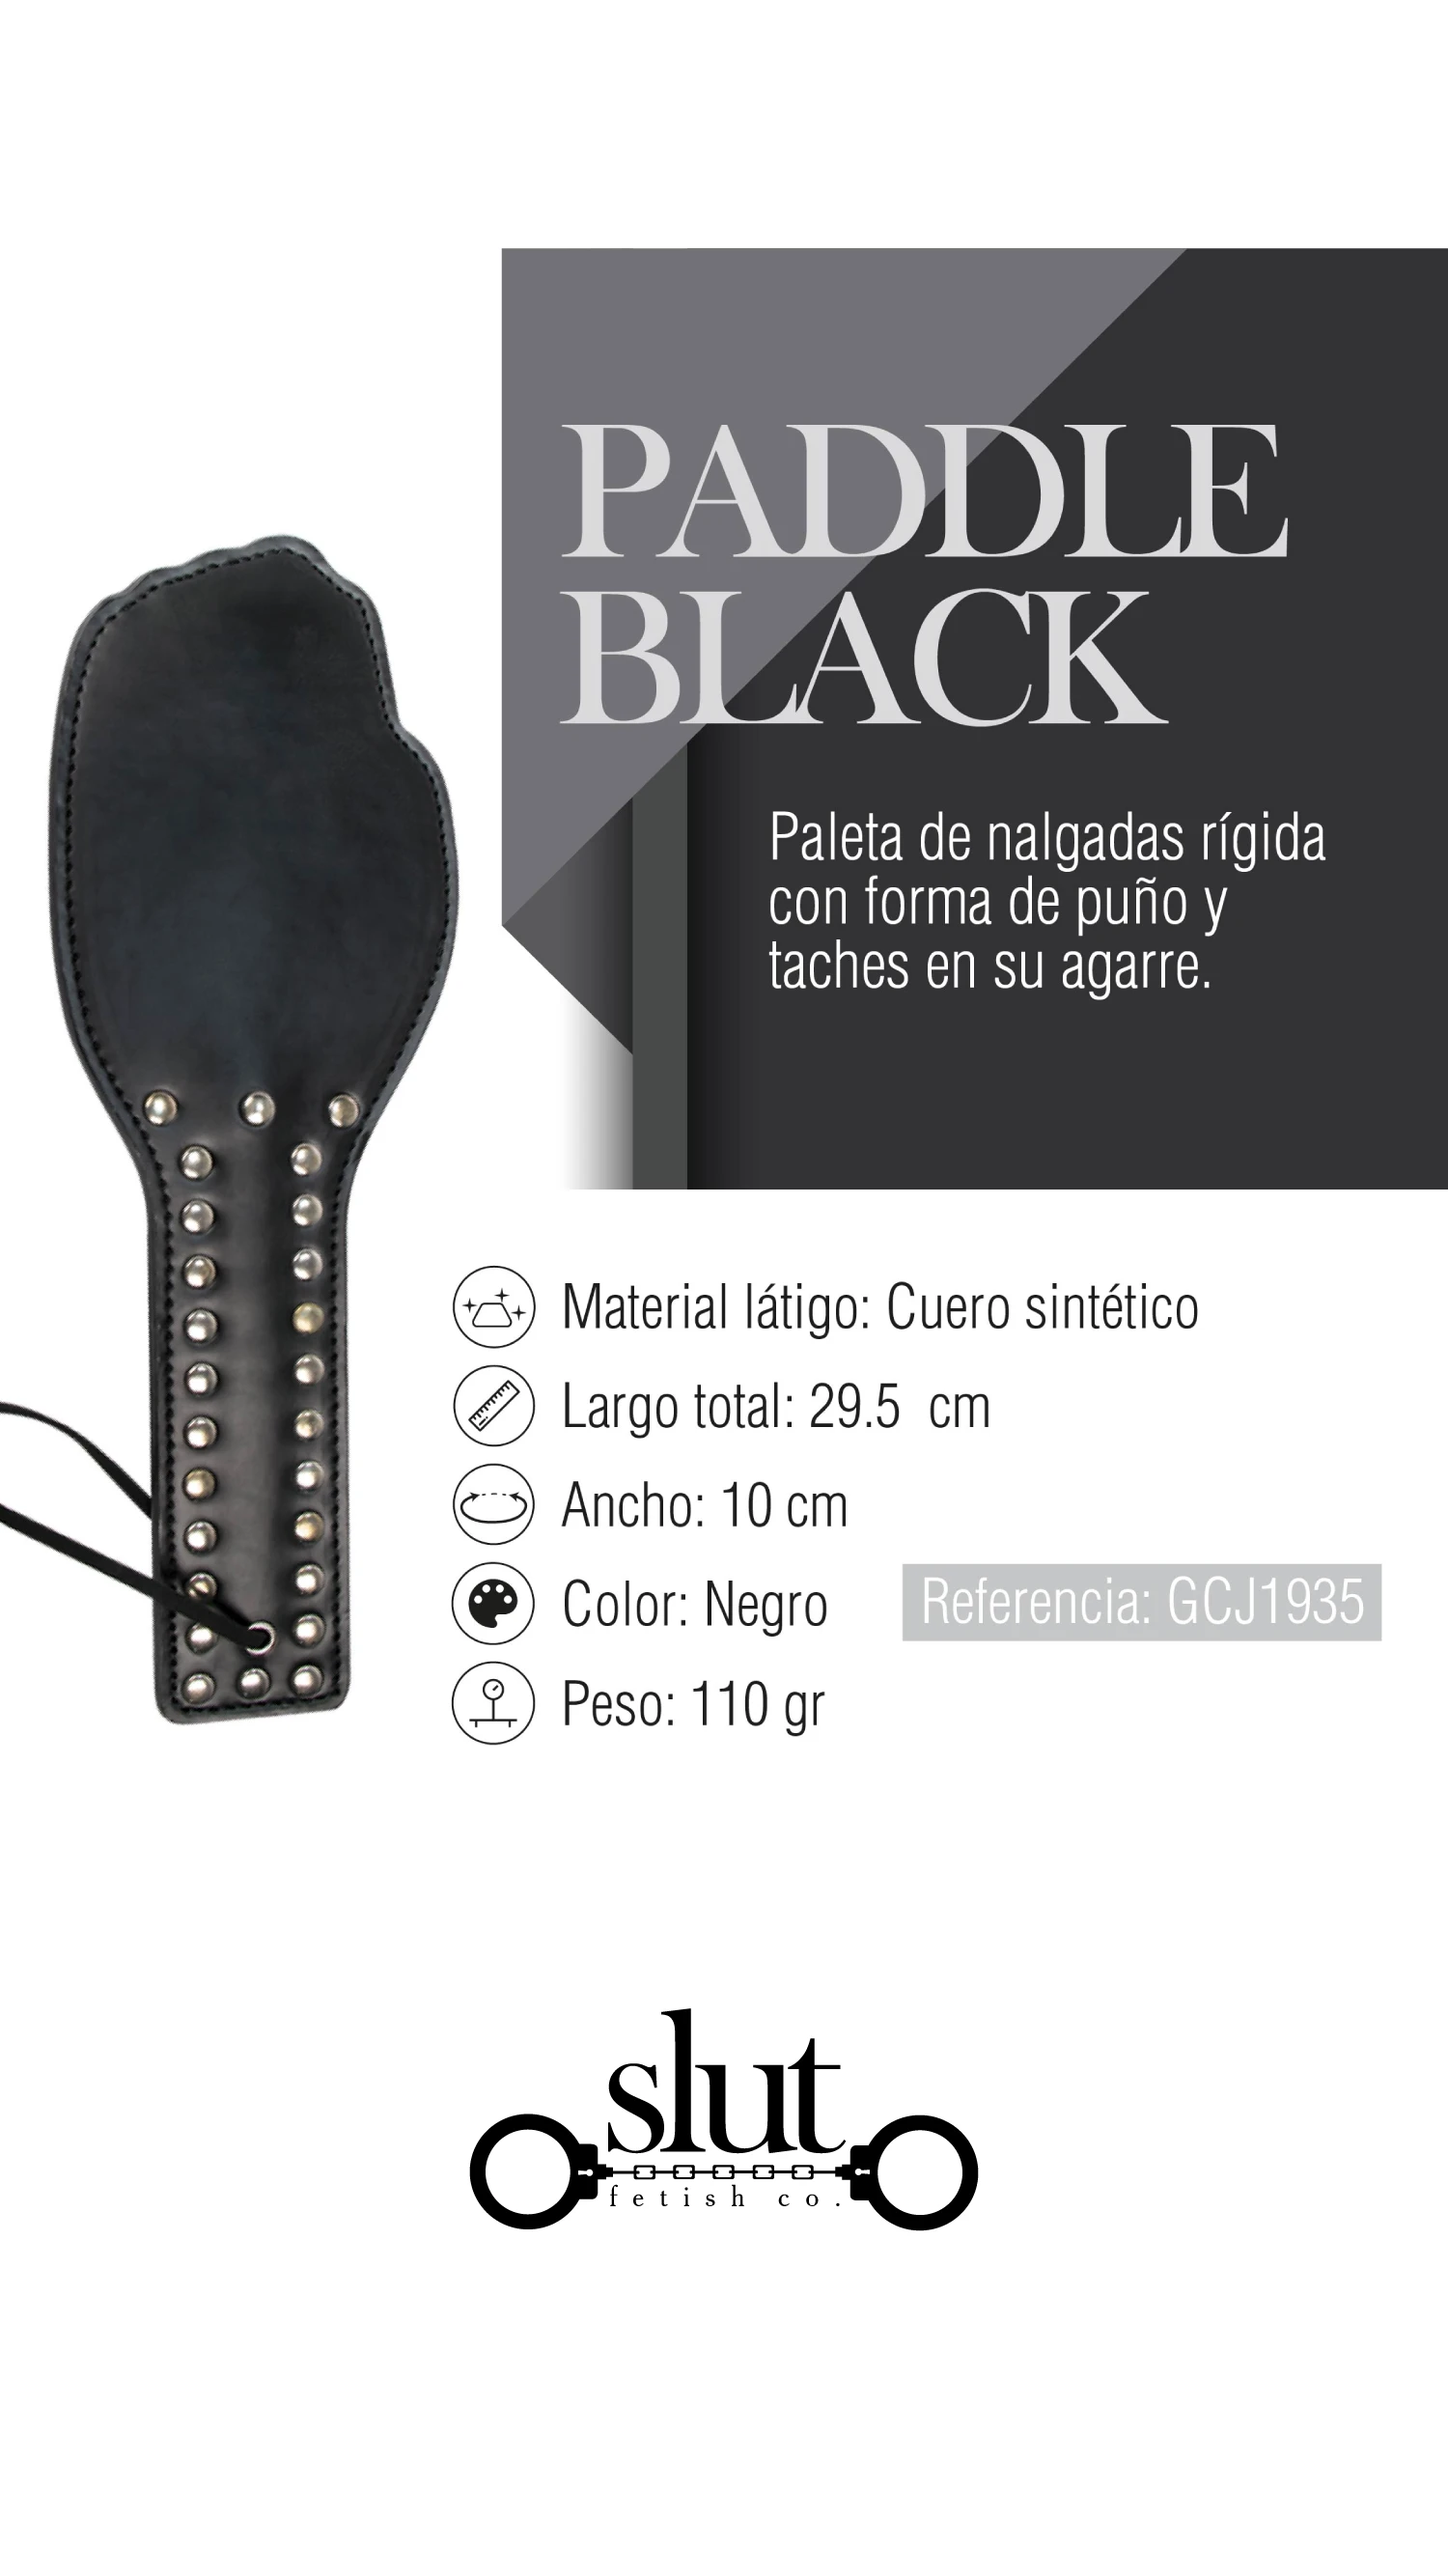 PADDLE
BLACK
Paleta de nalgadas rígida
con forma de puño y
taches en su agarre.
Material látigo: Cuero sintético
Largo total: 29.5 cm
Ancho: 10 cm
Color: Negro
Referencia: GCJ1935
Peso: 110 gr
slut
fetish co.